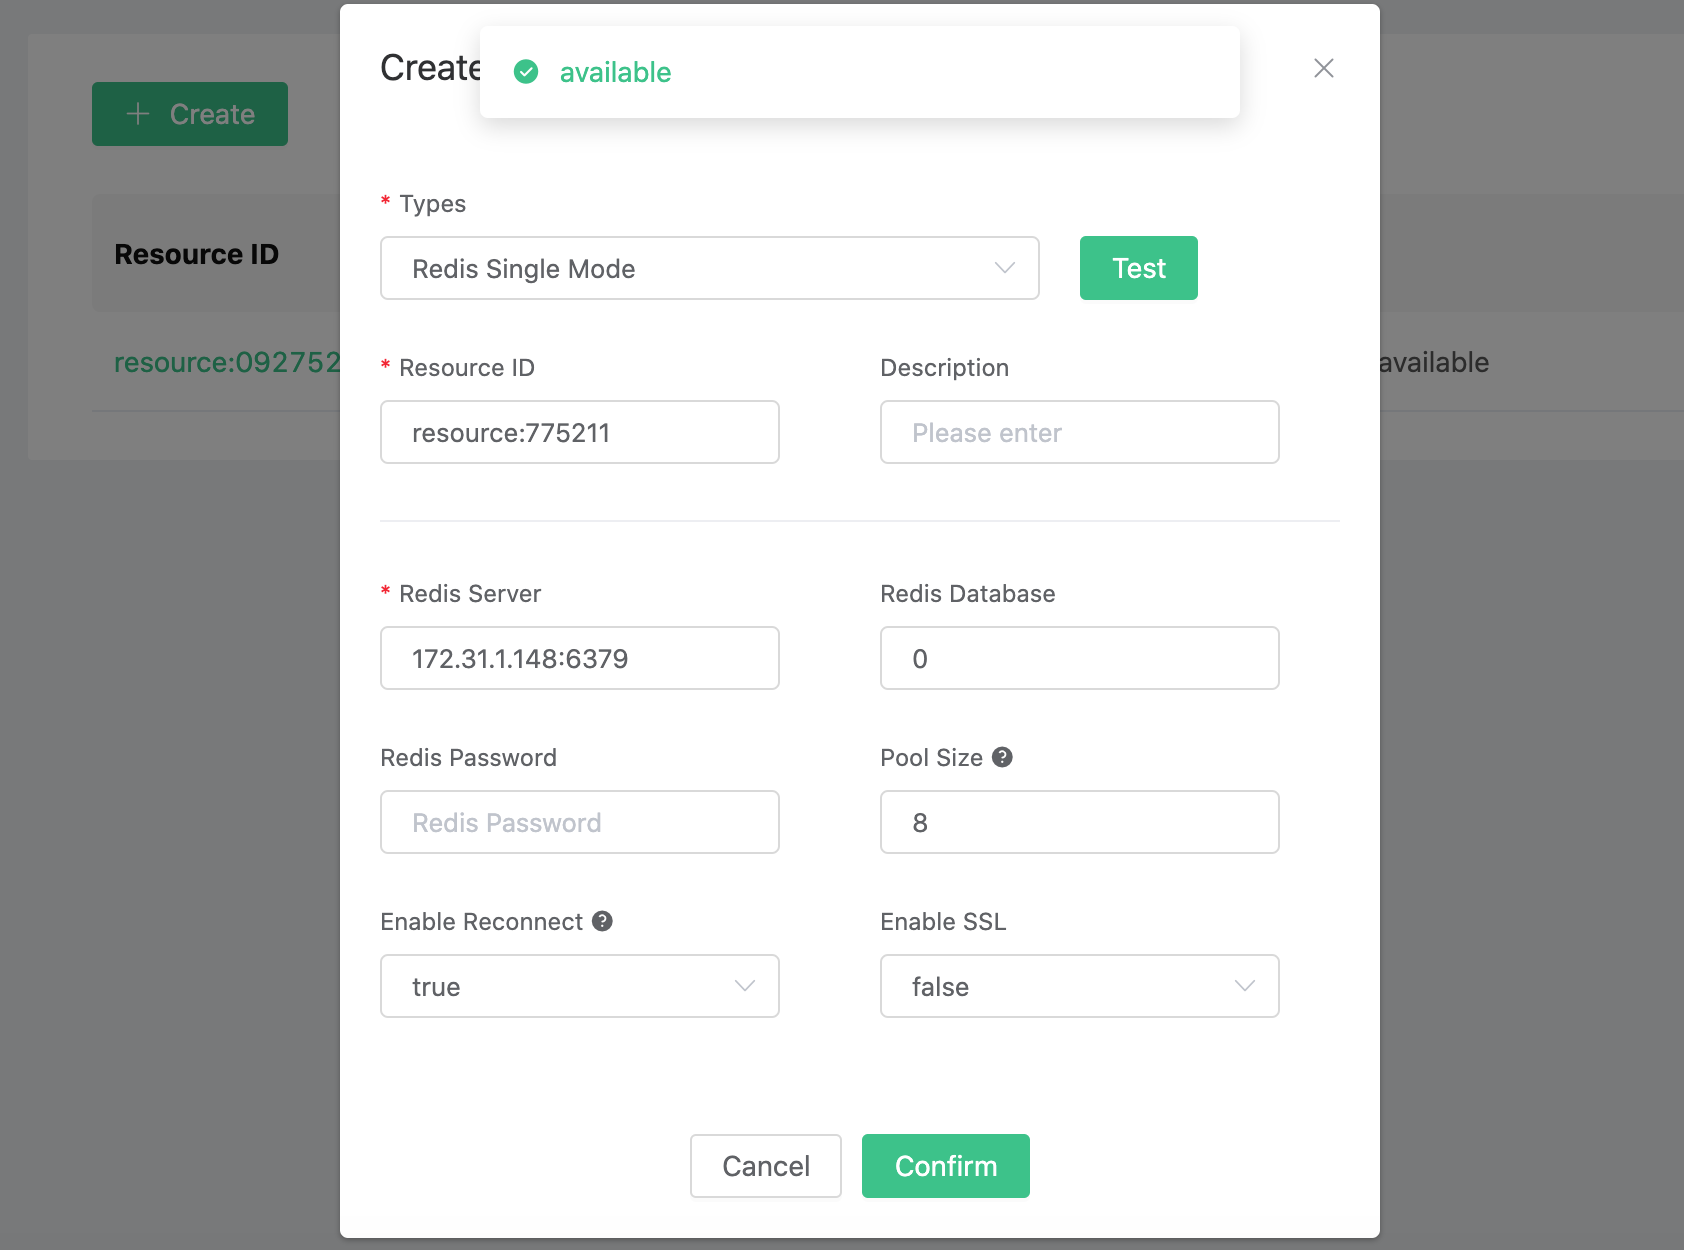 Create
available
Create
* Types
Redis Single Mode
Test
Resource ID
* Resource ID
Description
resource:092752
available
resource:775211
Please enter
* Redis Server
Redis Database
172.31.1.148:6379
0
Redis Password
Pool Size
Redis Password
8
Enable Reconnect
Enable SSL
true
false
Cancel
Confirm